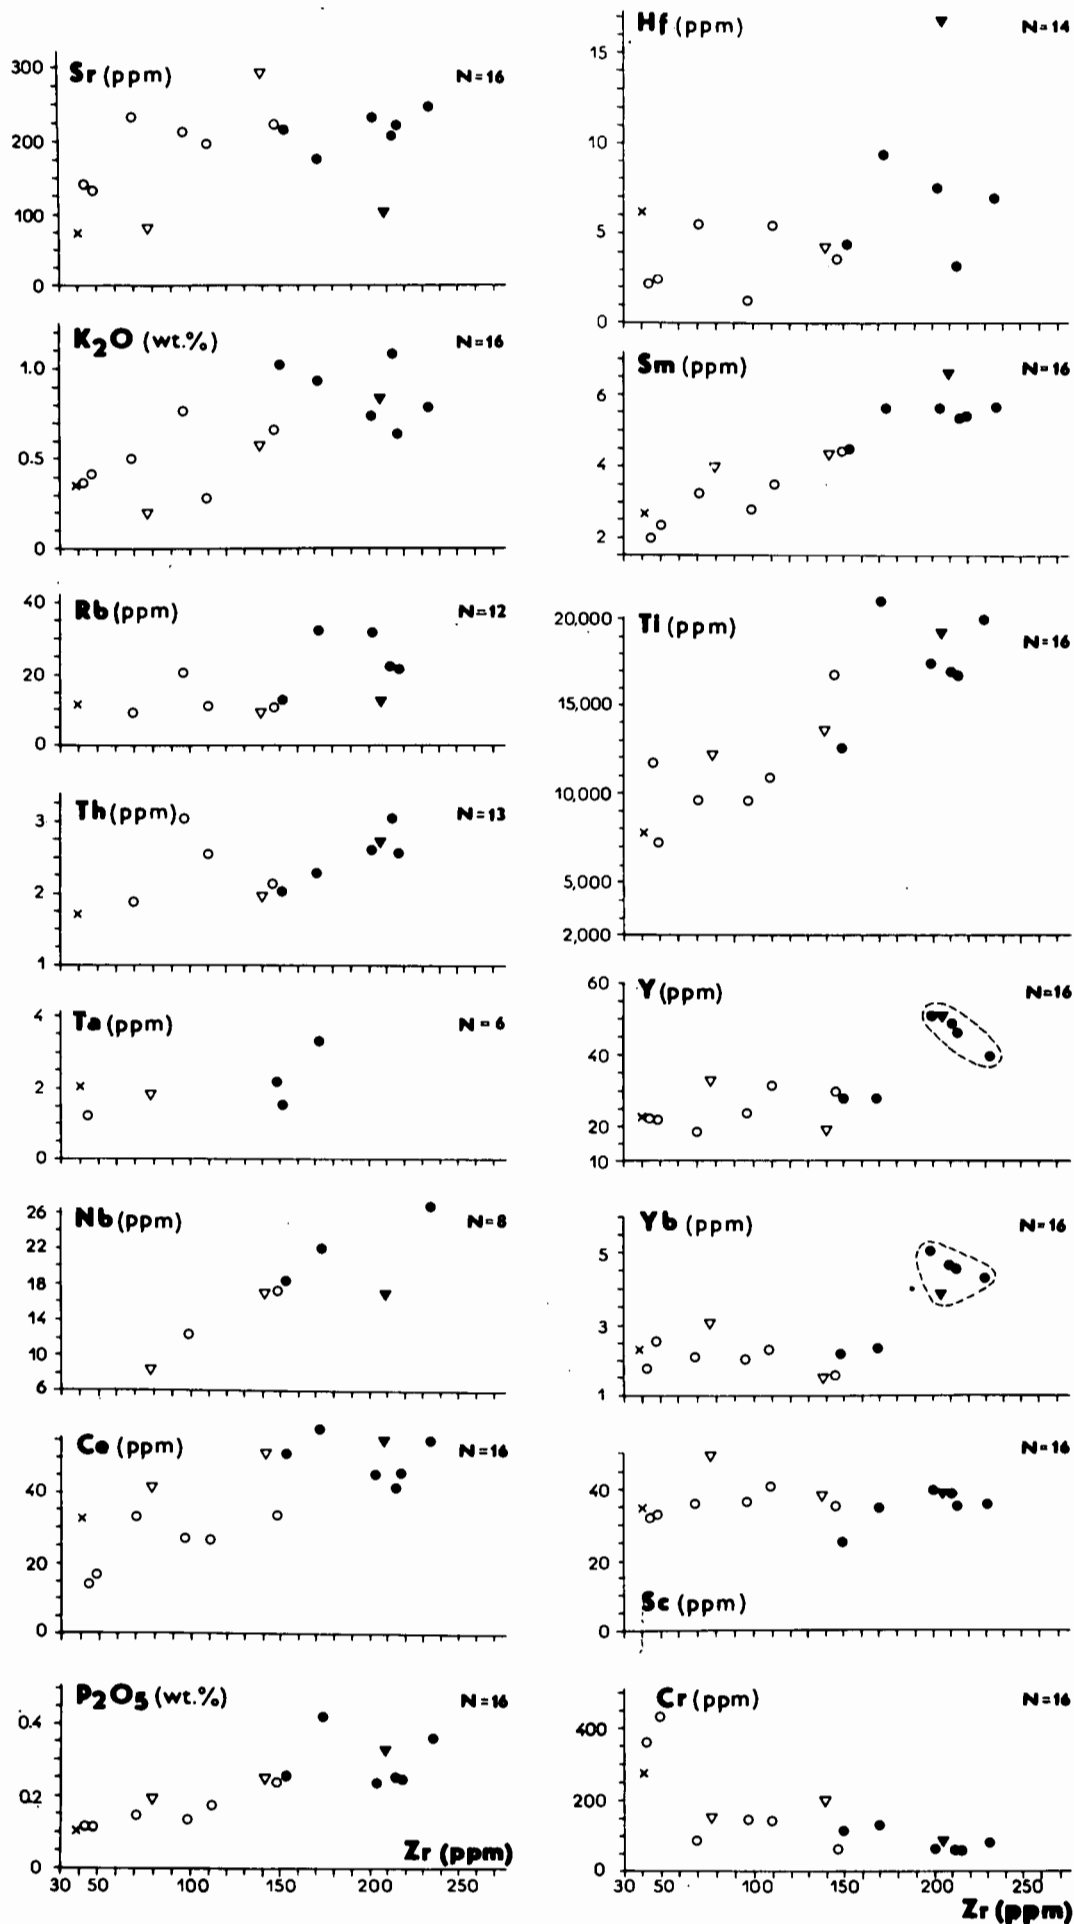 Sr (ppm) N=16
300
200
100
0
K2O (wt.%) N=16
1.0
0.5
0
Rb (ppm) N=12
40
20
0
Th (ppm) N=13
3
2
1
Ta (ppm) N=6
4
2
0
Nb (ppm) N=8
26
22
18
14
10
6
Ce (ppm) N=16
40
20
0
P2O5 (wt.%) N=16
0.4
0.2
0
Zr (ppm)
30 50 100 150 200 250
Hf (ppm) N=14
15
10
5
0
Sm (ppm) N=16
6
4
2
Ti (ppm) N=16
20,000
15,000
10,000
5,000
2,000
Y (ppm) N=16
60
40
20
10
Yb (ppm) N=16
5
3
1
N=16
40
20
Sc (ppm)
0
Cr (ppm) N=16
400
200
0
30 50 100 150 200 250
Zr (ppm)